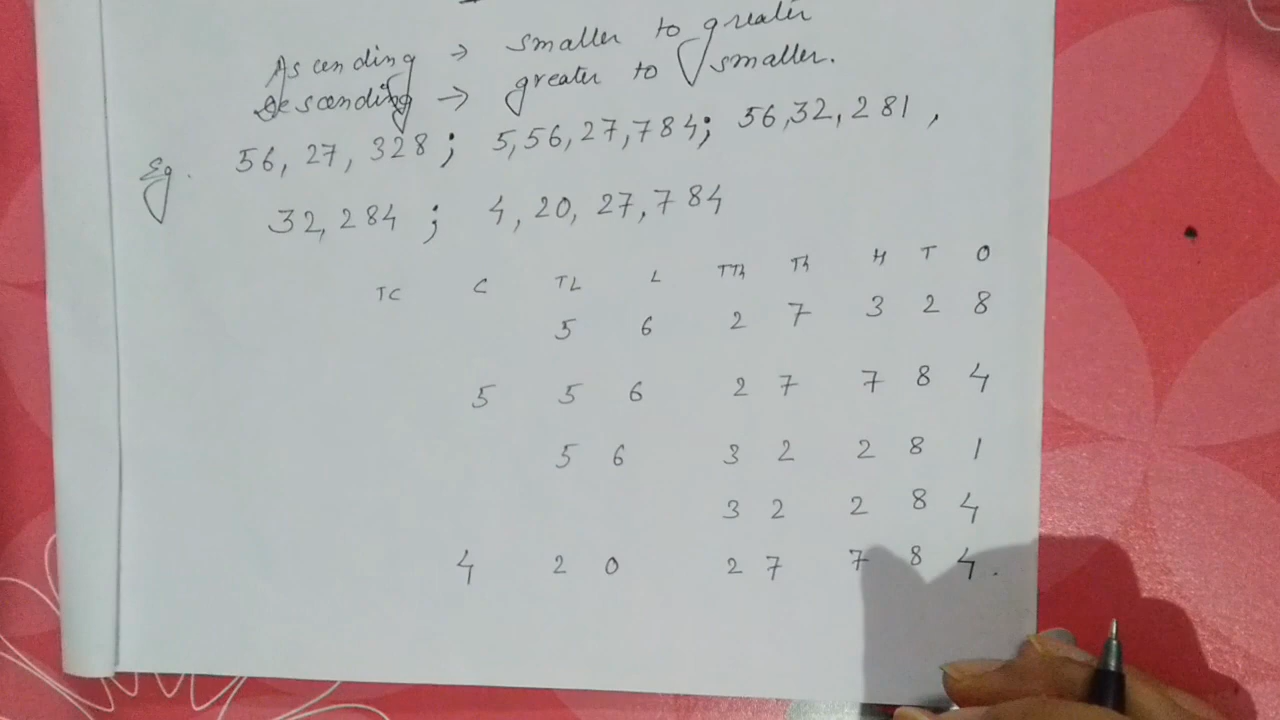 Ascending → smaller to greater
Descending → greater to smaller.
Eg. 56, 27, 328 ; 5,56,27,784; 56,32,281,
32,284 ; 4,20,27,784
TC C TL L TTh Th H T O
5 6 2 7 3 2 8
5 5 6 2 7 7 8 4
5 6 3 2 2 8 1
3 2 2 8 4
4 2 0 2 7 7 8 4.